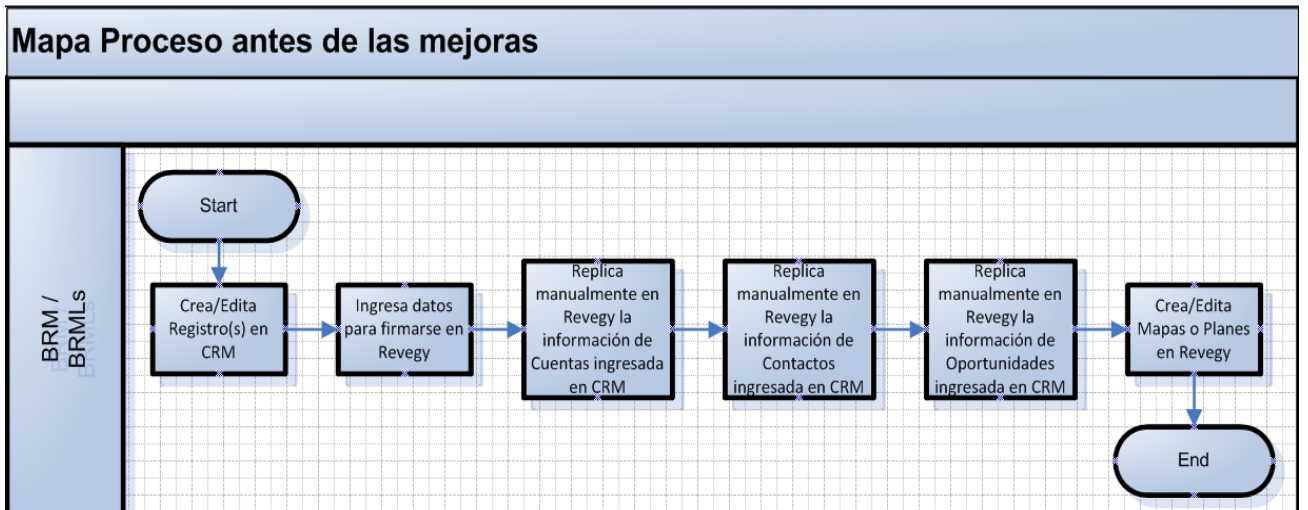 Mapa Proceso antes de las mejoras
BRM /
BRMLs
Start
Crea/Edita
Registro(s) en
CRM
Ingresa datos
para firmarse en
Revegy
Replica
manualmente en
Revegy la
información de
Cuentas ingresada
en CRM
Replica
manualmente en
Revegy la
información de
Contactos
ingresada en CRM
Replica
manualmente en
Revegy la
información de
Oportunidades
ingresada en CRM
Crea/Edita
Mapas o Planes
en Revegy
End